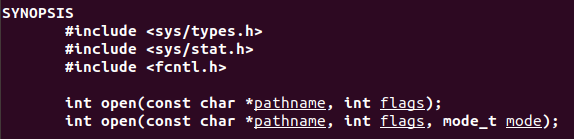 SYNOPSIS
#include <sys/types.h>
#include <sys/stat.h>
#include <fcntl.h>
int open(const char *pathname, int flags);
int open(const char *pathname, int flags, mode_t mode);